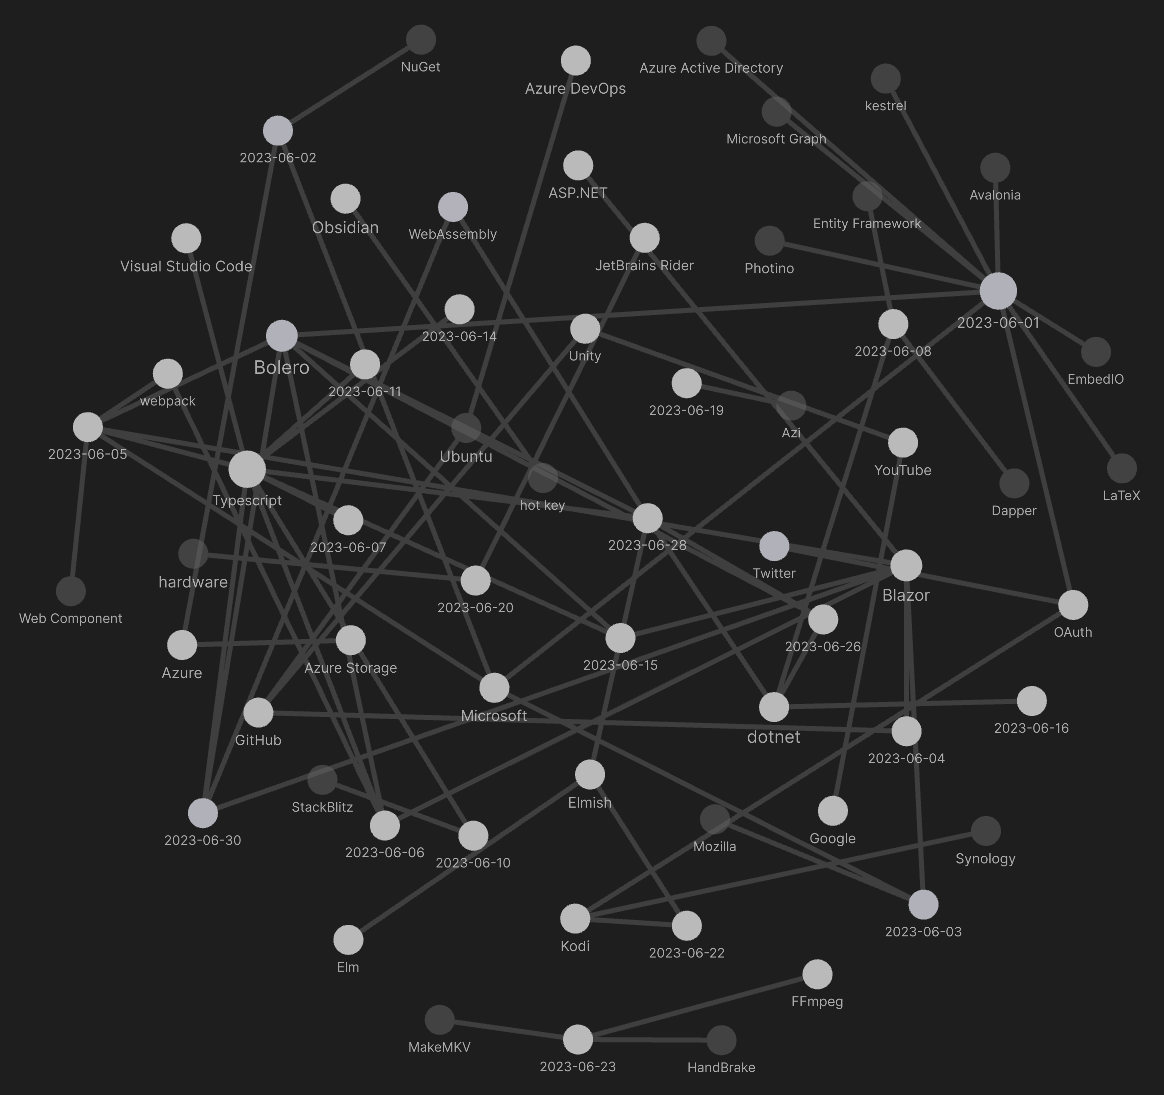 NuGet
Azure DevOps
Azure Active Directory
kestrel
Microsoft Graph
2023-06-02
ASP.NET
Avalonia
Obsidian
WebAssembly
Entity Framework
Visual Studio Code
JetBrains Rider
Photino
2023-06-01
2023-06-14
Unity
2023-06-08
Bolero
2023-06-11
EmbedIO
webpack
2023-06-19
Azi
2023-06-05
Ubuntu
YouTube
LaTeX
Typescript
hot key
Dapper
2023-06-07
2023-06-28
Twitter
hardware
2023-06-20
Blazor
Web Component
OAuth
2023-06-26
2023-06-15
Azure
Azure Storage
Microsoft
2023-06-16
GitHub
dotnet
2023-06-04
StackBlitz
Elmish
2023-06-30
2023-06-06
2023-06-10
Mozilla
Google
Synology
2023-06-03
Kodi
2023-06-22
Elm
FFmpeg
MakeMKV
2023-06-23
HandBrake